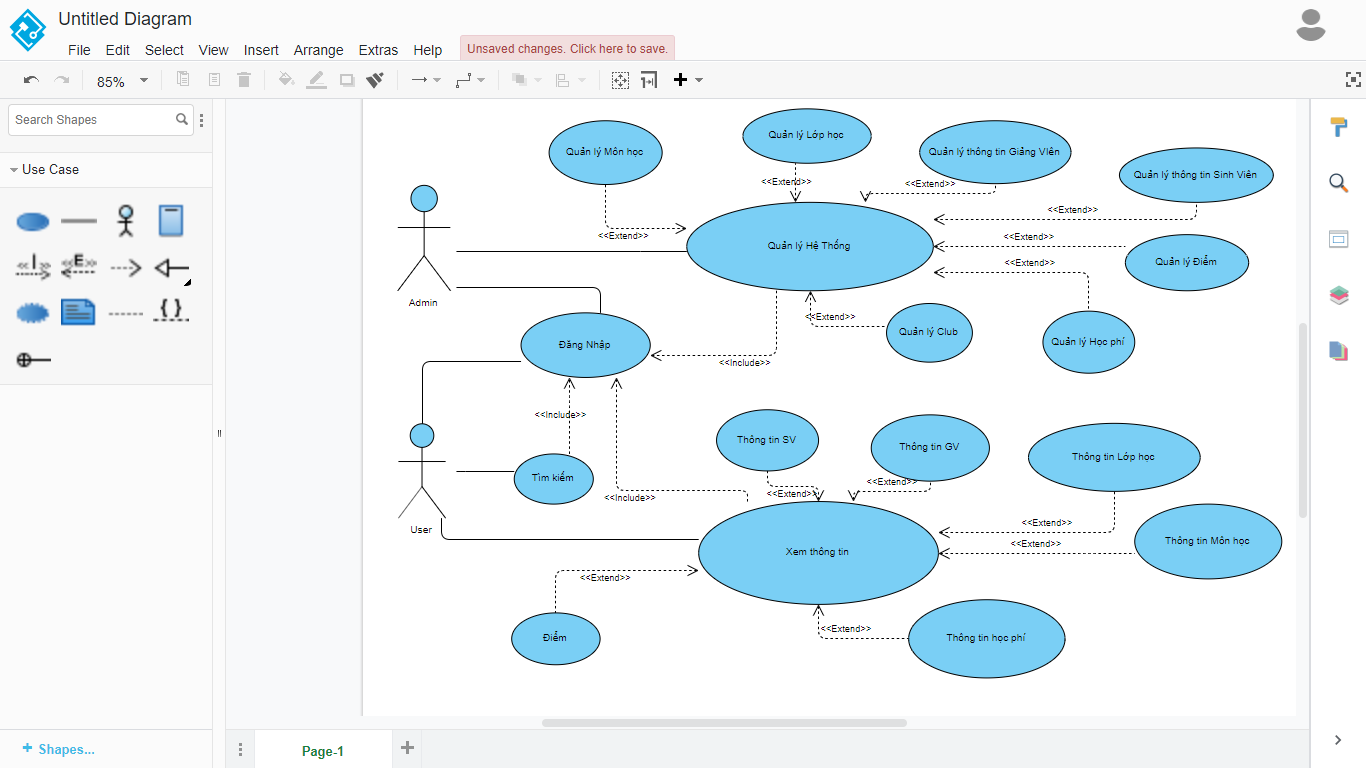 Untitled Diagram
File Edit Select View Insert Arrange Extras Help Unsaved changes. Click here to save.
85%
Search Shapes
Use Case
<<I>>
<<E>>
{ }
Quản lý Môn học
Quản lý Lớp học
Quản lý thông tin Giảng VIên
Quản lý thông tin Sinh Viên
<<Extend>>
<<Extend>>
<<Extend>>
<<Extend>>
<<Extend>>
Quản lý Hệ Thống
Quản lý Điểm
<<Extend>>
Admin
<<Extend>>
Quản lý Club
Quản lý Học phí
Đăng Nhập
<<Include>>
<<Include>>
Thông tin SV
Thông tin GV
Thông tin Lớp học
Tìm kiếm
<<Extend>>
<<Include>>
<<Extend>>
<<Extend>>
User
Thông tin Môn học
<<Extend>>
Xem thông tin
<<Extend>>
<<Extend>>
Điểm
Thông tin học phí
+ Shapes...
Page-1